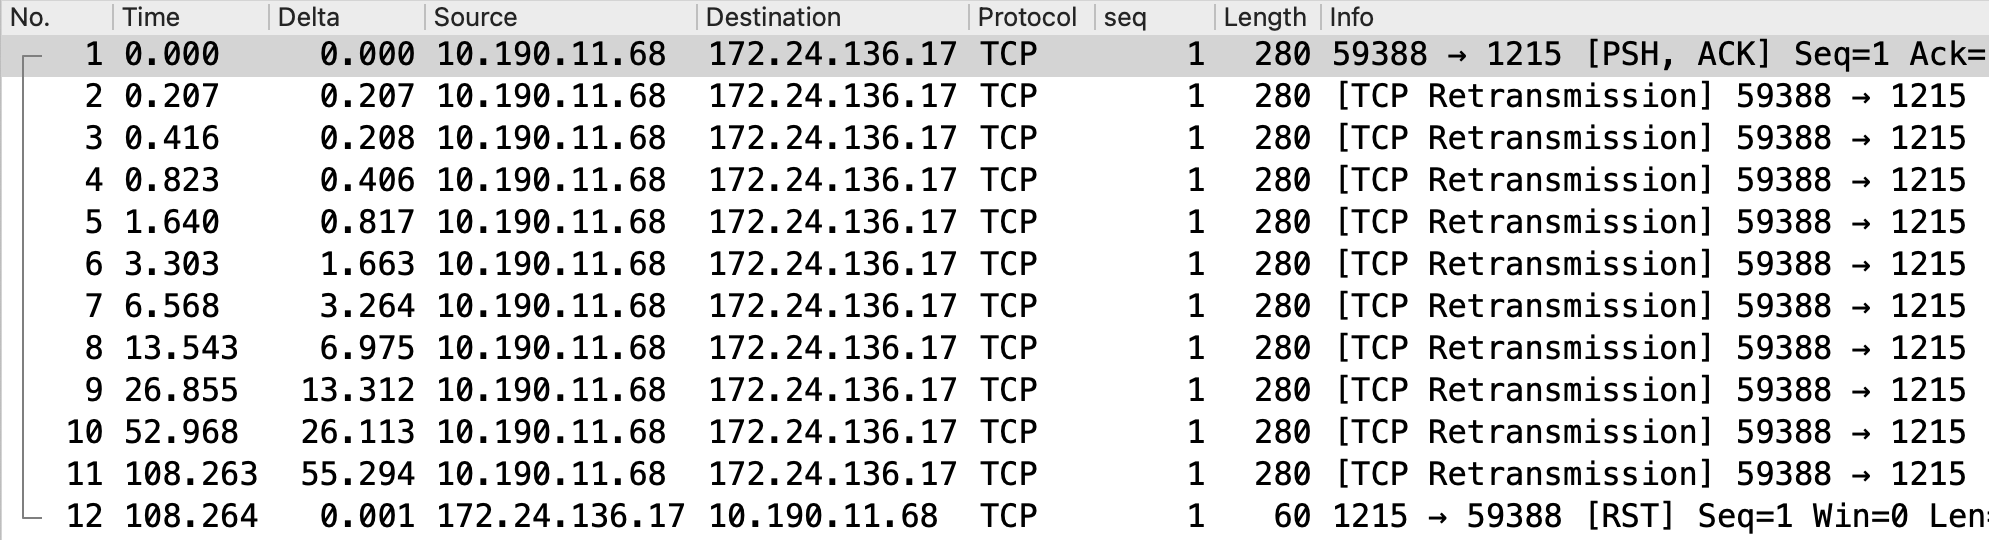 No. Time Delta Source Destination Protocol seq Length Info
1 0.000 0.000 10.190.11.68 172.24.136.17 TCP 1 280 59388 → 1215 [PSH, ACK] Seq=1 Ack=
2 0.207 0.207 10.190.11.68 172.24.136.17 TCP 1 280 [TCP Retransmission] 59388 → 1215
3 0.416 0.208 10.190.11.68 172.24.136.17 TCP 1 280 [TCP Retransmission] 59388 → 1215
4 0.823 0.406 10.190.11.68 172.24.136.17 TCP 1 280 [TCP Retransmission] 59388 → 1215
5 1.640 0.817 10.190.11.68 172.24.136.17 TCP 1 280 [TCP Retransmission] 59388 → 1215
6 3.303 1.663 10.190.11.68 172.24.136.17 TCP 1 280 [TCP Retransmission] 59388 → 1215
7 6.568 3.264 10.190.11.68 172.24.136.17 TCP 1 280 [TCP Retransmission] 59388 → 1215
8 13.543 6.975 10.190.11.68 172.24.136.17 TCP 1 280 [TCP Retransmission] 59388 → 1215
9 26.855 13.312 10.190.11.68 172.24.136.17 TCP 1 280 [TCP Retransmission] 59388 → 1215
10 52.968 26.113 10.190.11.68 172.24.136.17 TCP 1 280 [TCP Retransmission] 59388 → 1215
11 108.263 55.294 10.190.11.68 172.24.136.17 TCP 1 280 [TCP Retransmission] 59388 → 1215
12 108.264 0.001 172.24.136.17 10.190.11.68 TCP 1 60 1215 → 59388 [RST] Seq=1 Win=0 Len=